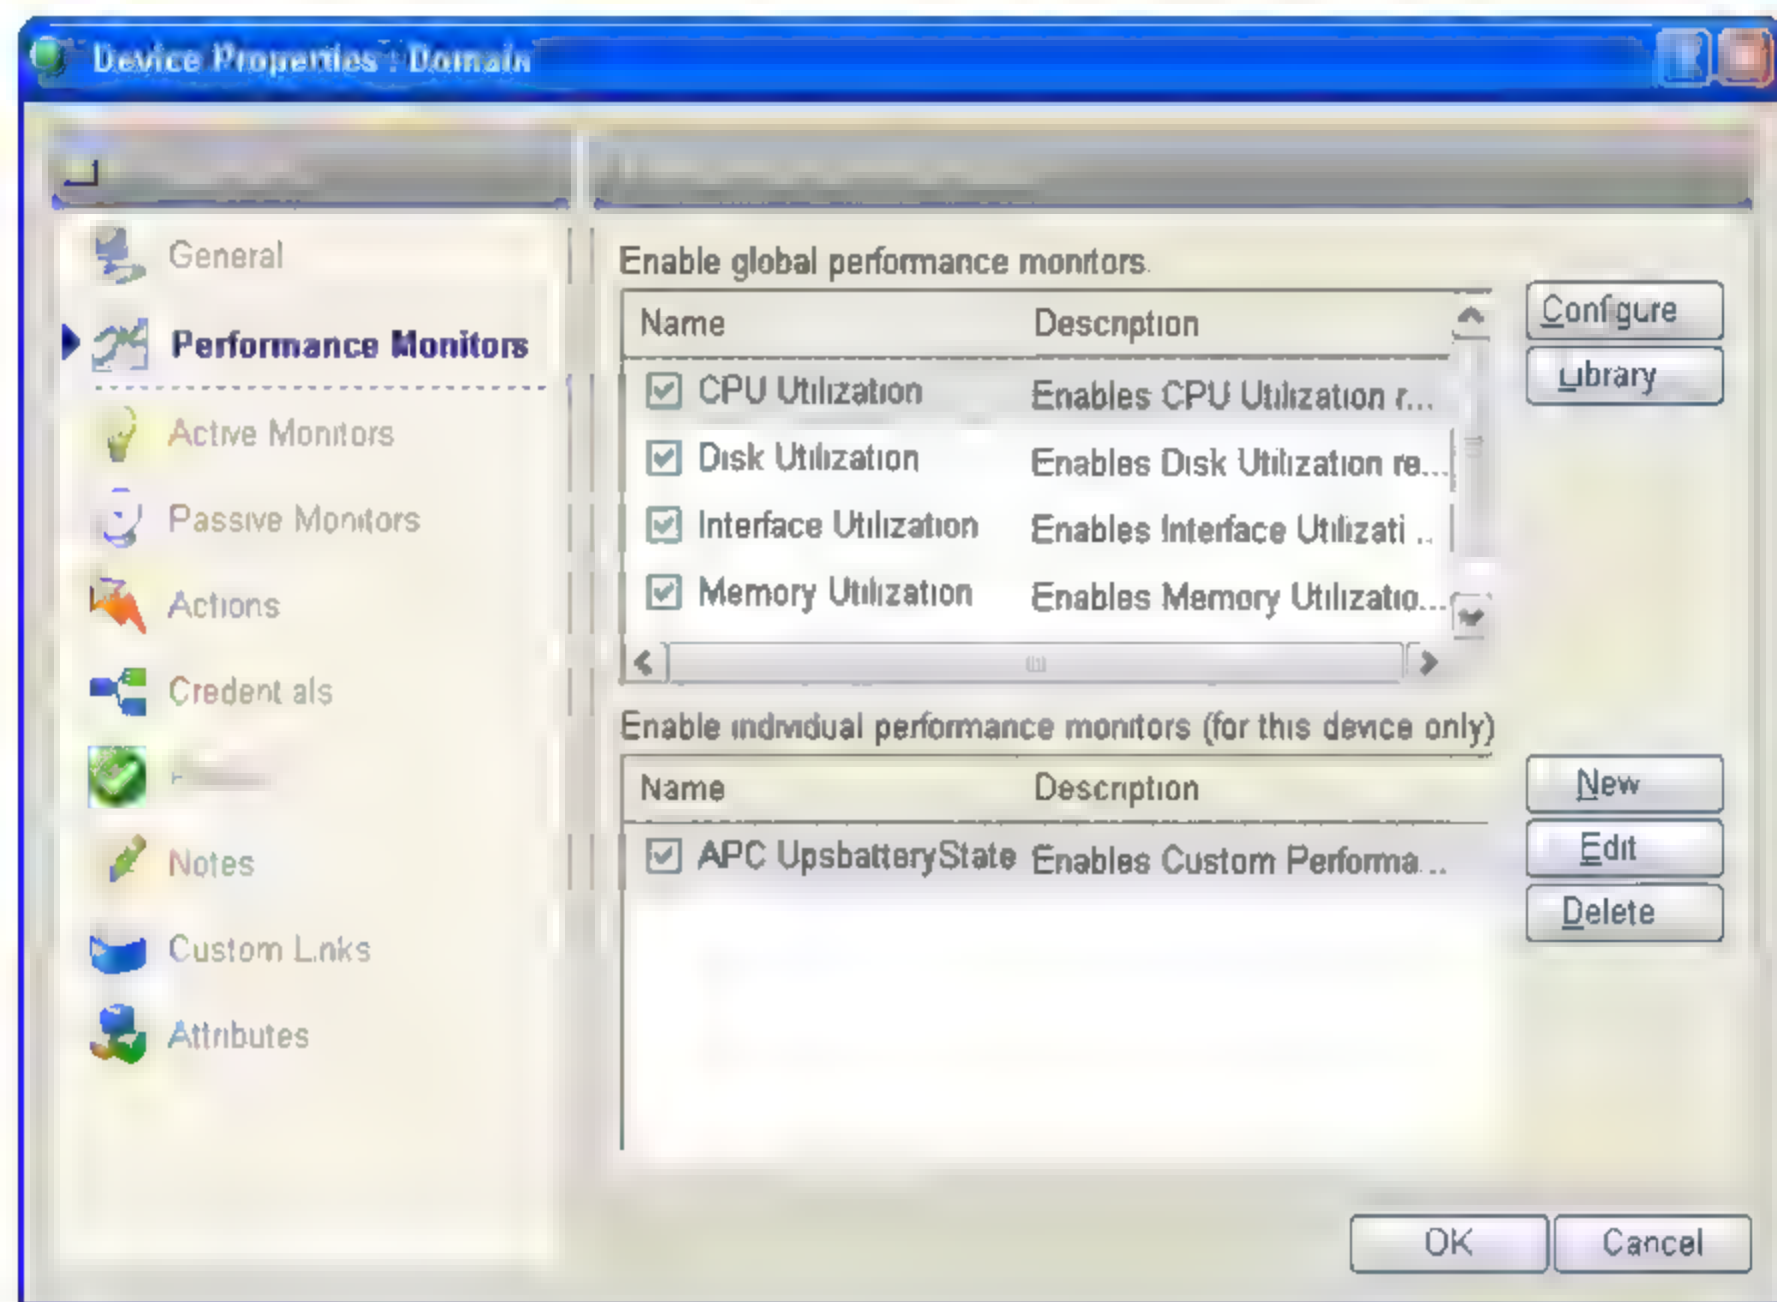 Device Properties : Domain
General
Performance Monitors
Active Monitors
Passive Monitors
Actions
Credentials
Notes
Custom Links
Attributes
Enable global performance monitors.
Name Description
CPU Utilization Enables CPU Utilization r...
Disk Utilization Enables Disk Utilization re...
Interface Utilization Enables Interface Utilizati...
Memory Utilization Enables Memory Utilizatio...
Configure
Library
Enable individual performance monitors (for this device only)
Name Description
APC UpsbatteryState Enables Custom Performa...
New
Edit
Delete
OK Cancel